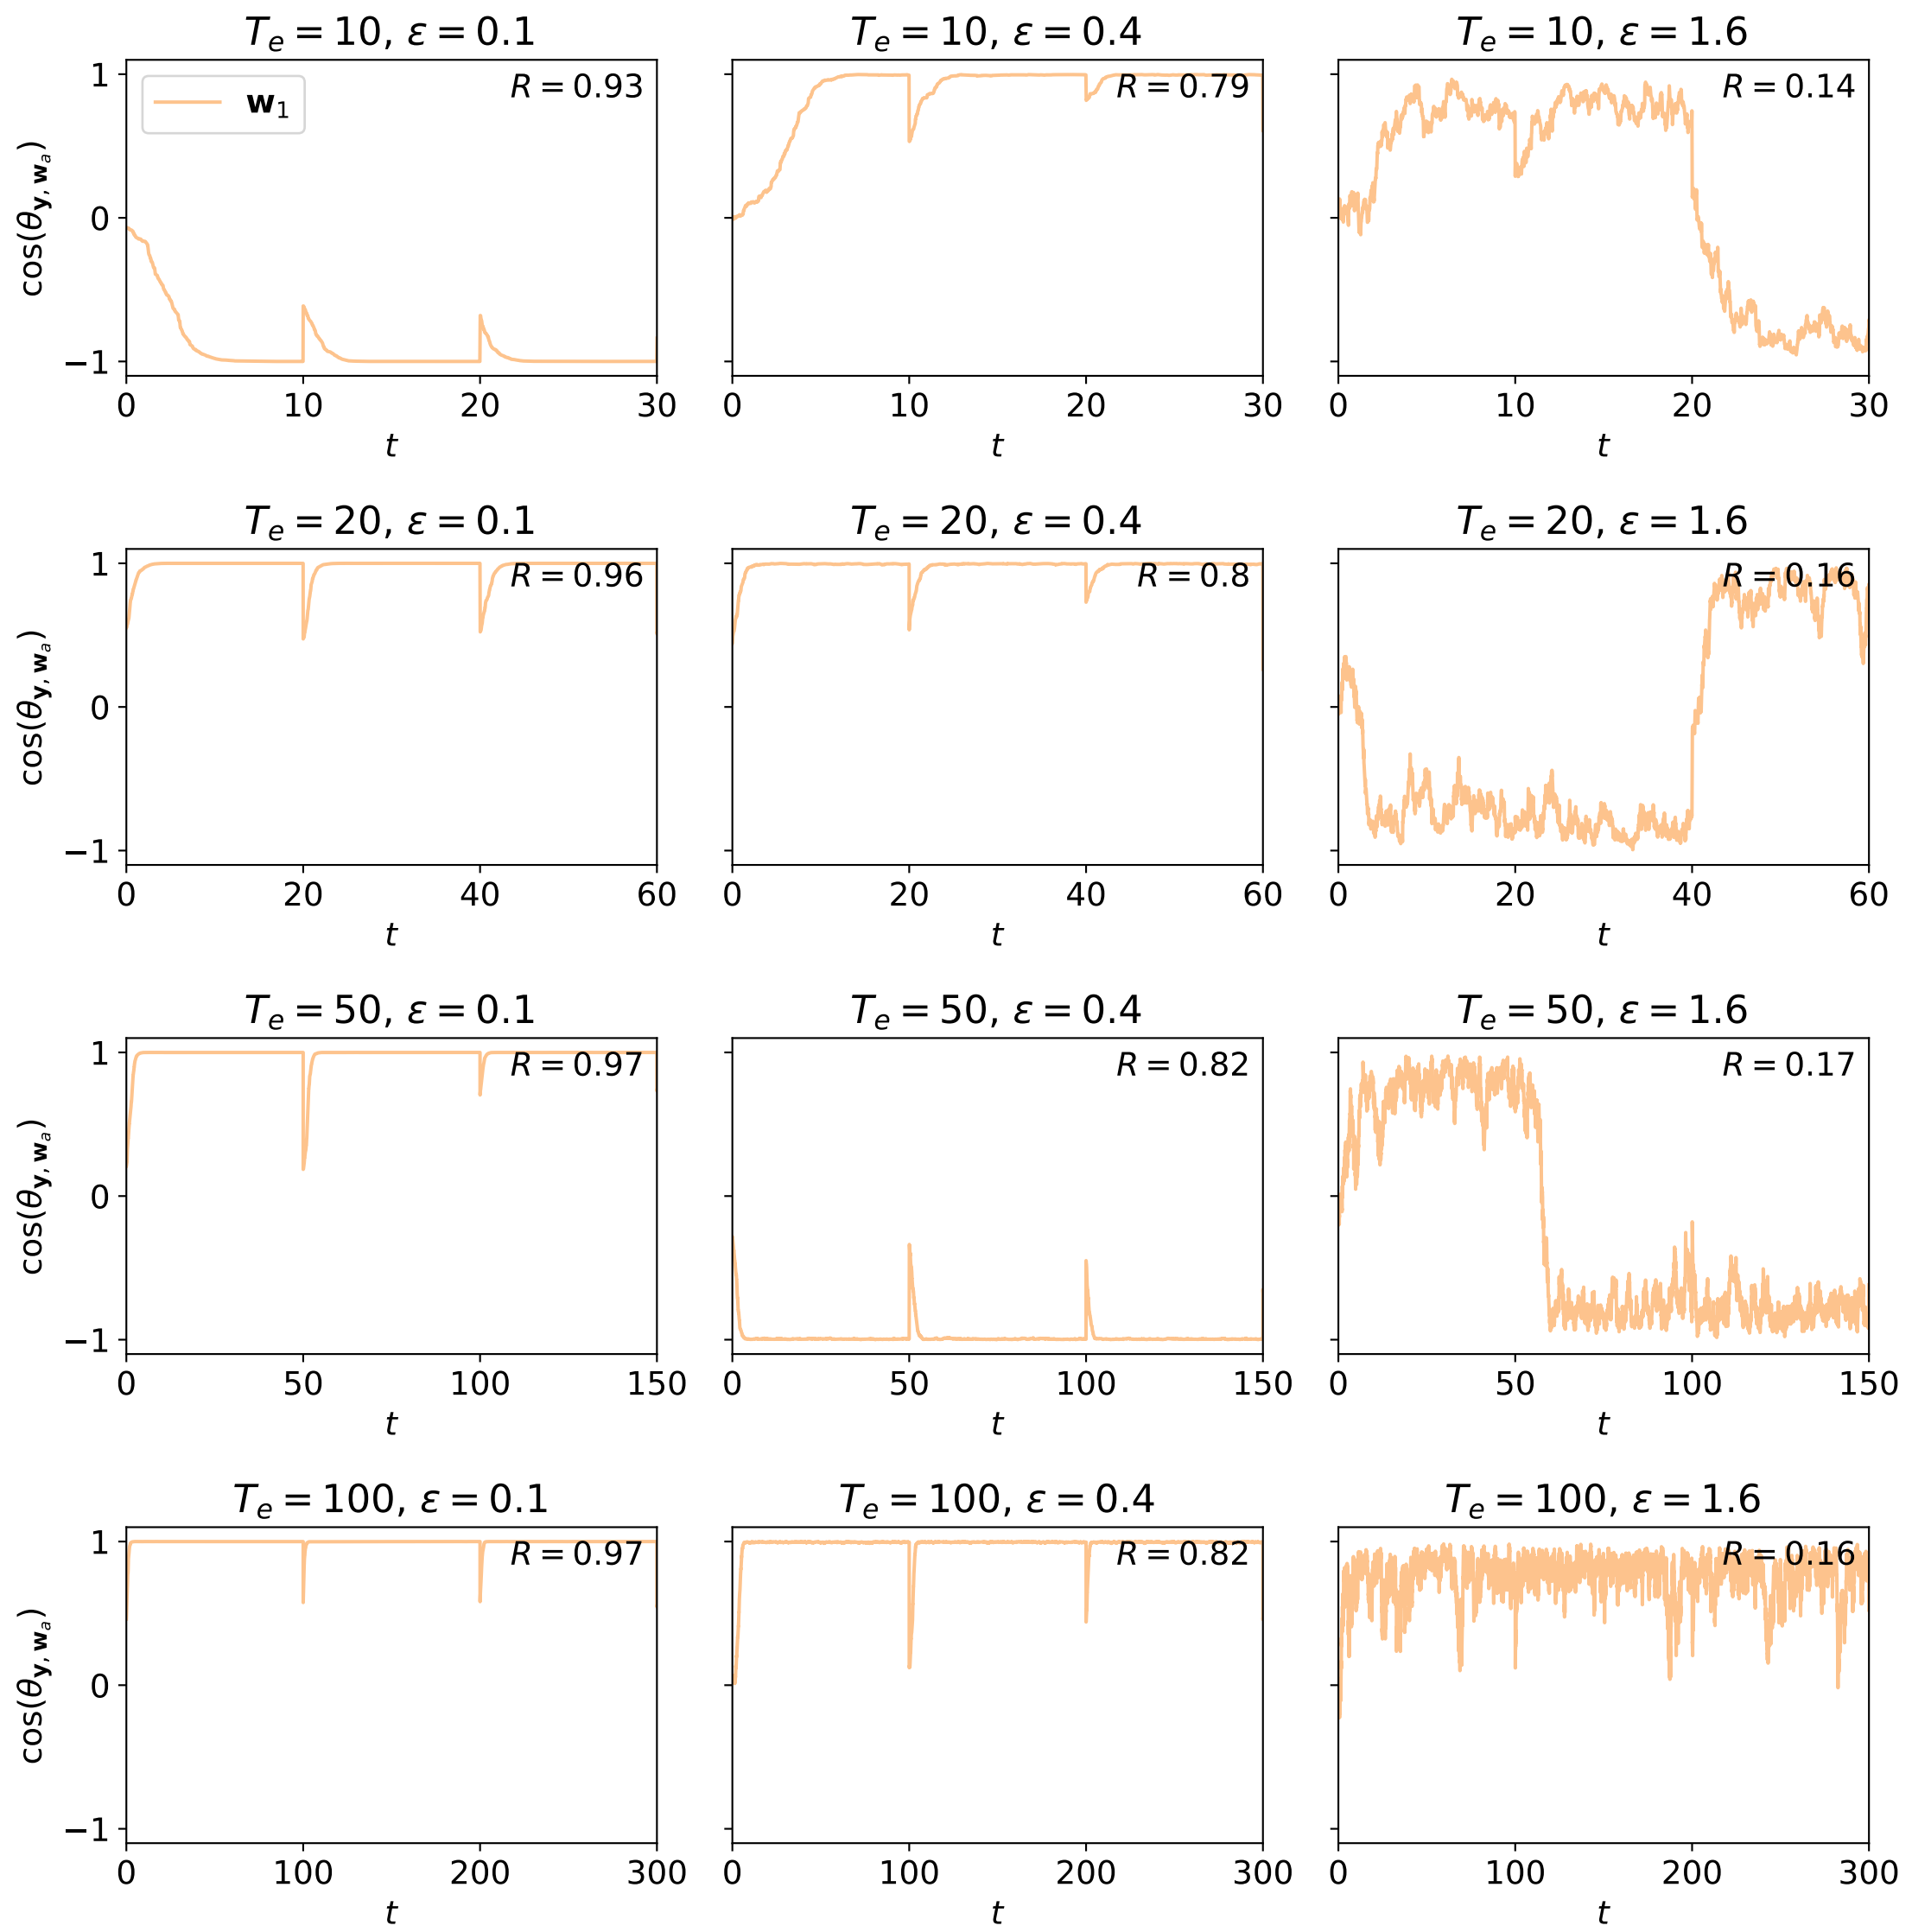 T_e = 10, ε = 0.1
T_e = 10, ε = 0.4
T_e = 10, ε = 1.6
cos(θ_y, w_a)
1
0
−1
w_1
R = 0.93
R = 0.79
R = 0.14
0 10 20 30
0 10 20 30
0 10 20 30
t
t
t
T_e = 20, ε = 0.1
T_e = 20, ε = 0.4
T_e = 20, ε = 1.6
cos(θ_y, w_a)
1
0
−1
R = 0.96
R = 0.8
R = 0.16
0 20 40 60
0 20 40 60
0 20 40 60
t
t
t
T_e = 50, ε = 0.1
T_e = 50, ε = 0.4
T_e = 50, ε = 1.6
cos(θ_y, w_a)
1
0
−1
R = 0.97
R = 0.82
R = 0.17
0 50 100 150
0 50 100 150
0 50 100 150
t
t
t
T_e = 100, ε = 0.1
T_e = 100, ε = 0.4
T_e = 100, ε = 1.6
cos(θ_y, w_a)
1
0
−1
R = 0.97
R = 0.82
R = 0.16
0 100 200 300
0 100 200 300
0 100 200 300
t
t
t